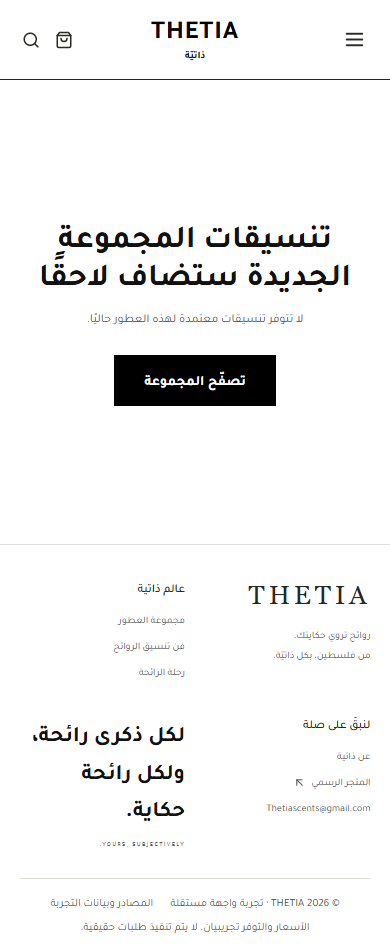 THETIA
ذاتيّة
تنسيقات المجموعة
الجديدة ستضاف لاحقًا
لا تتوفر تنسيقات معتمدة لهذه العطور حاليًا.
تصفّح المجموعة
THETIA
روائح تروي حكايتك.
من فلسطين، بكل ذاتيّة.
عالم ذاتية
مجموعة العطور
فن تنسيق الروائح
رحلة الرائحة
لنبقَ على صلة
عن ذاتية
المتجر الرسمي
Thetiascents@gmail.com
لكل ذكرى رائحة،
ولكل رائحة
حكاية.
YOURS, SUBJECTIVELY.
© 2026 THETIA · تجربة واجهة مستقلة
المصادر وبيانات التجربة
الأسعار والتوفر تجريبيان. لا يتم تنفيذ طلبات حقيقية.